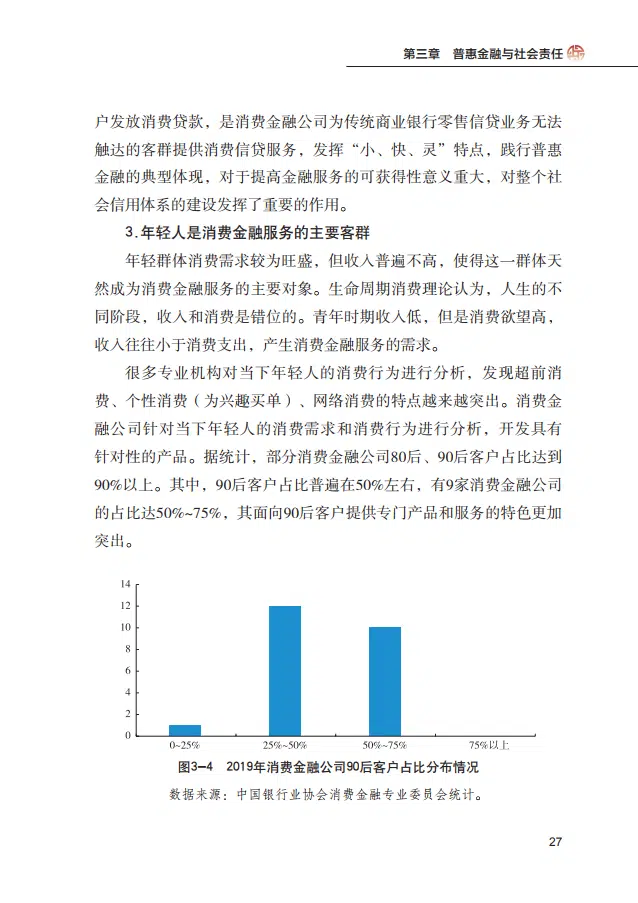 第三章 普惠金融与社会责任
户发放消费贷款，是消费金融公司为传统商业银行零售信贷业务无法
触达的客群提供消费信贷服务，发挥“小、快、灵”特点，践行普惠
金融的典型体现，对于提高金融服务的可获得性意义重大，对整个社
会信用体系的建设发挥了重要的作用。
3.年轻人是消费金融服务的主要客群
年轻群体消费需求较为旺盛，但收入普遍不高，使得这一群体天
然成为消费金融服务的主要对象。生命周期消费理论认为，人生的不
同阶段，收入和消费是错位的。青年时期收入低，但是消费欲望高，
收入往往小于消费支出，产生消费金融服务的需求。
很多专业机构对当下年轻人的消费行为进行分析，发现超前消
费、个性消费（为兴趣买单）、网络消费的特点越来越突出。消费金
融公司针对当下年轻人的消费需求和消费行为进行分析，开发具有
针对性的产品。据统计，部分消费金融公司80后、90后客户占比达到
90%以上。其中，90后客户占比普遍在50%左右，有9家消费金融公司
的占比达50%~75%，其面向90后客户提供专门产品和服务的特色更加
突出。
14
12
10
8
6
4
2
0
0~25% 25%~50% 50%~75% 75%以上
图3-4 2019年消费金融公司90后客户占比分布情况
数据来源：中国银行业协会消费金融专业委员会统计。
27